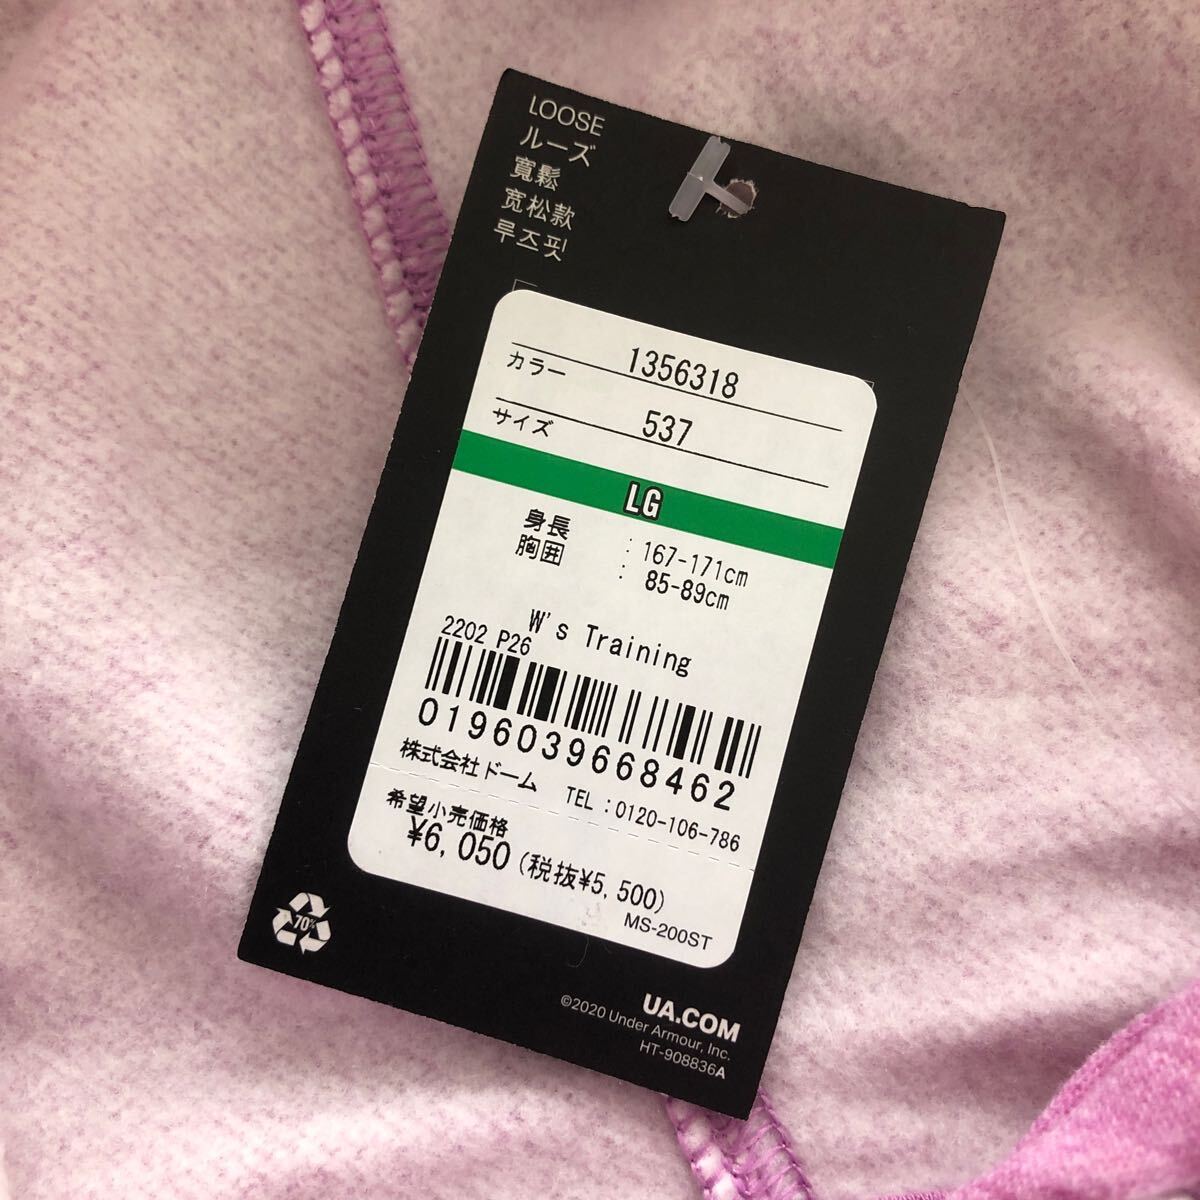 LOOSE
ルーズ
寬鬆
宽松款
루즈핏
1356318
カラー
537
サイズ
LG
身長 : 167-171cm
胸囲 : 85-89cm
W's Training
2202 P26
0196039668462
株式会社ドーム TEL:0120-106-786
希望小売価格
¥6,050(税抜¥5,500)
MS-200ST
70%
UA.COM
©2020 Under Armour, Inc.
HT-908836A